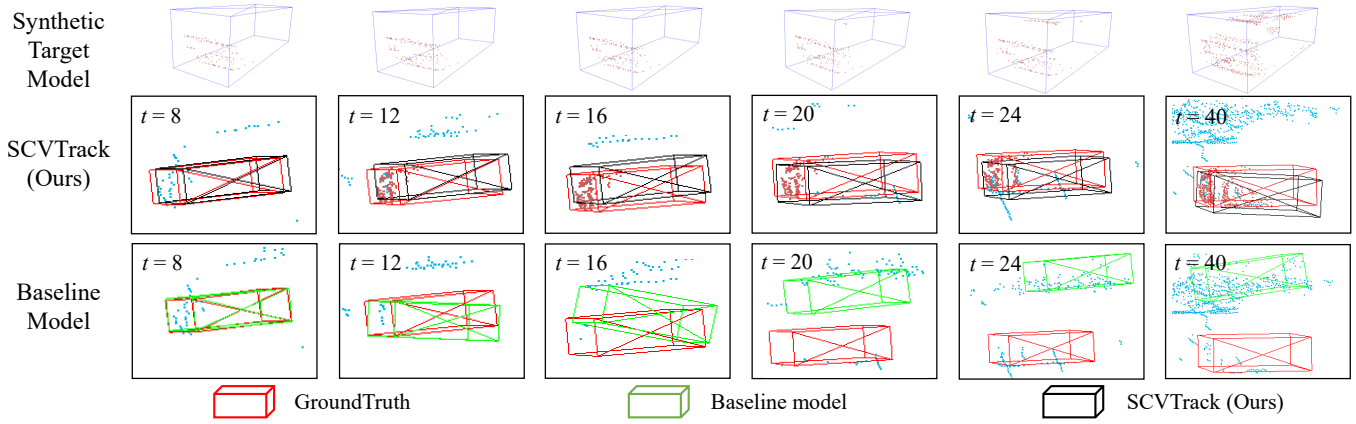 Synthetic
Target
Model
SCVTrack
(Ours)
t = 8
t = 12
t = 16
t = 20
t = 24
t = 40
Baseline
Model
t = 8
t = 12
t = 16
t = 20
t = 24
t = 40
GroundTruth
Baseline model
SCVTrack (Ours)